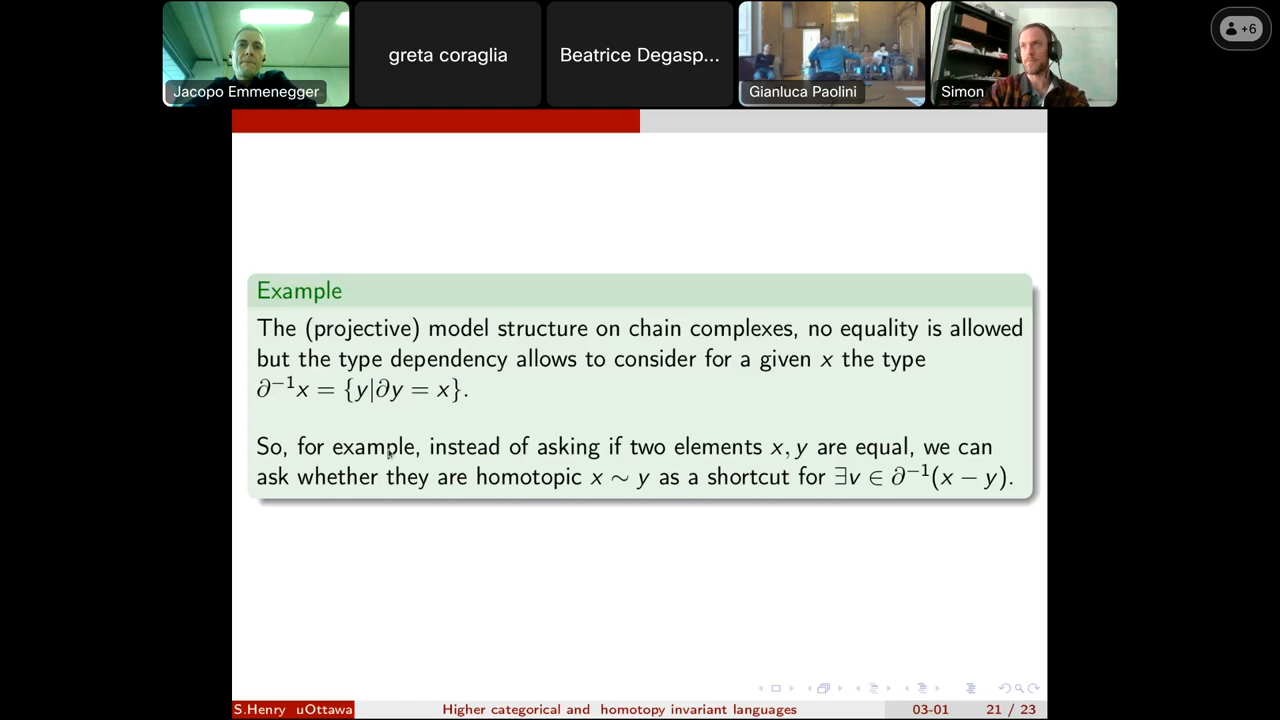 greta coraglia
Beatrice Degasp...
+6
Jacopo Emmenegger
Gianluca Paolini
Simon
Example
The (projective) model structure on chain complexes, no equality is allowed
but the type dependency allows to consider for a given x the type
∂⁻¹x = {y|∂y = x}.
So, for example, instead of asking if two elements x, y are equal, we can
ask whether they are homotopic x ∼ y as a shortcut for ∃v ∈ ∂⁻¹(x − y).
S.Henry uOttawa
Higher categorical and homotopy invariant languages
03-01
21 / 23